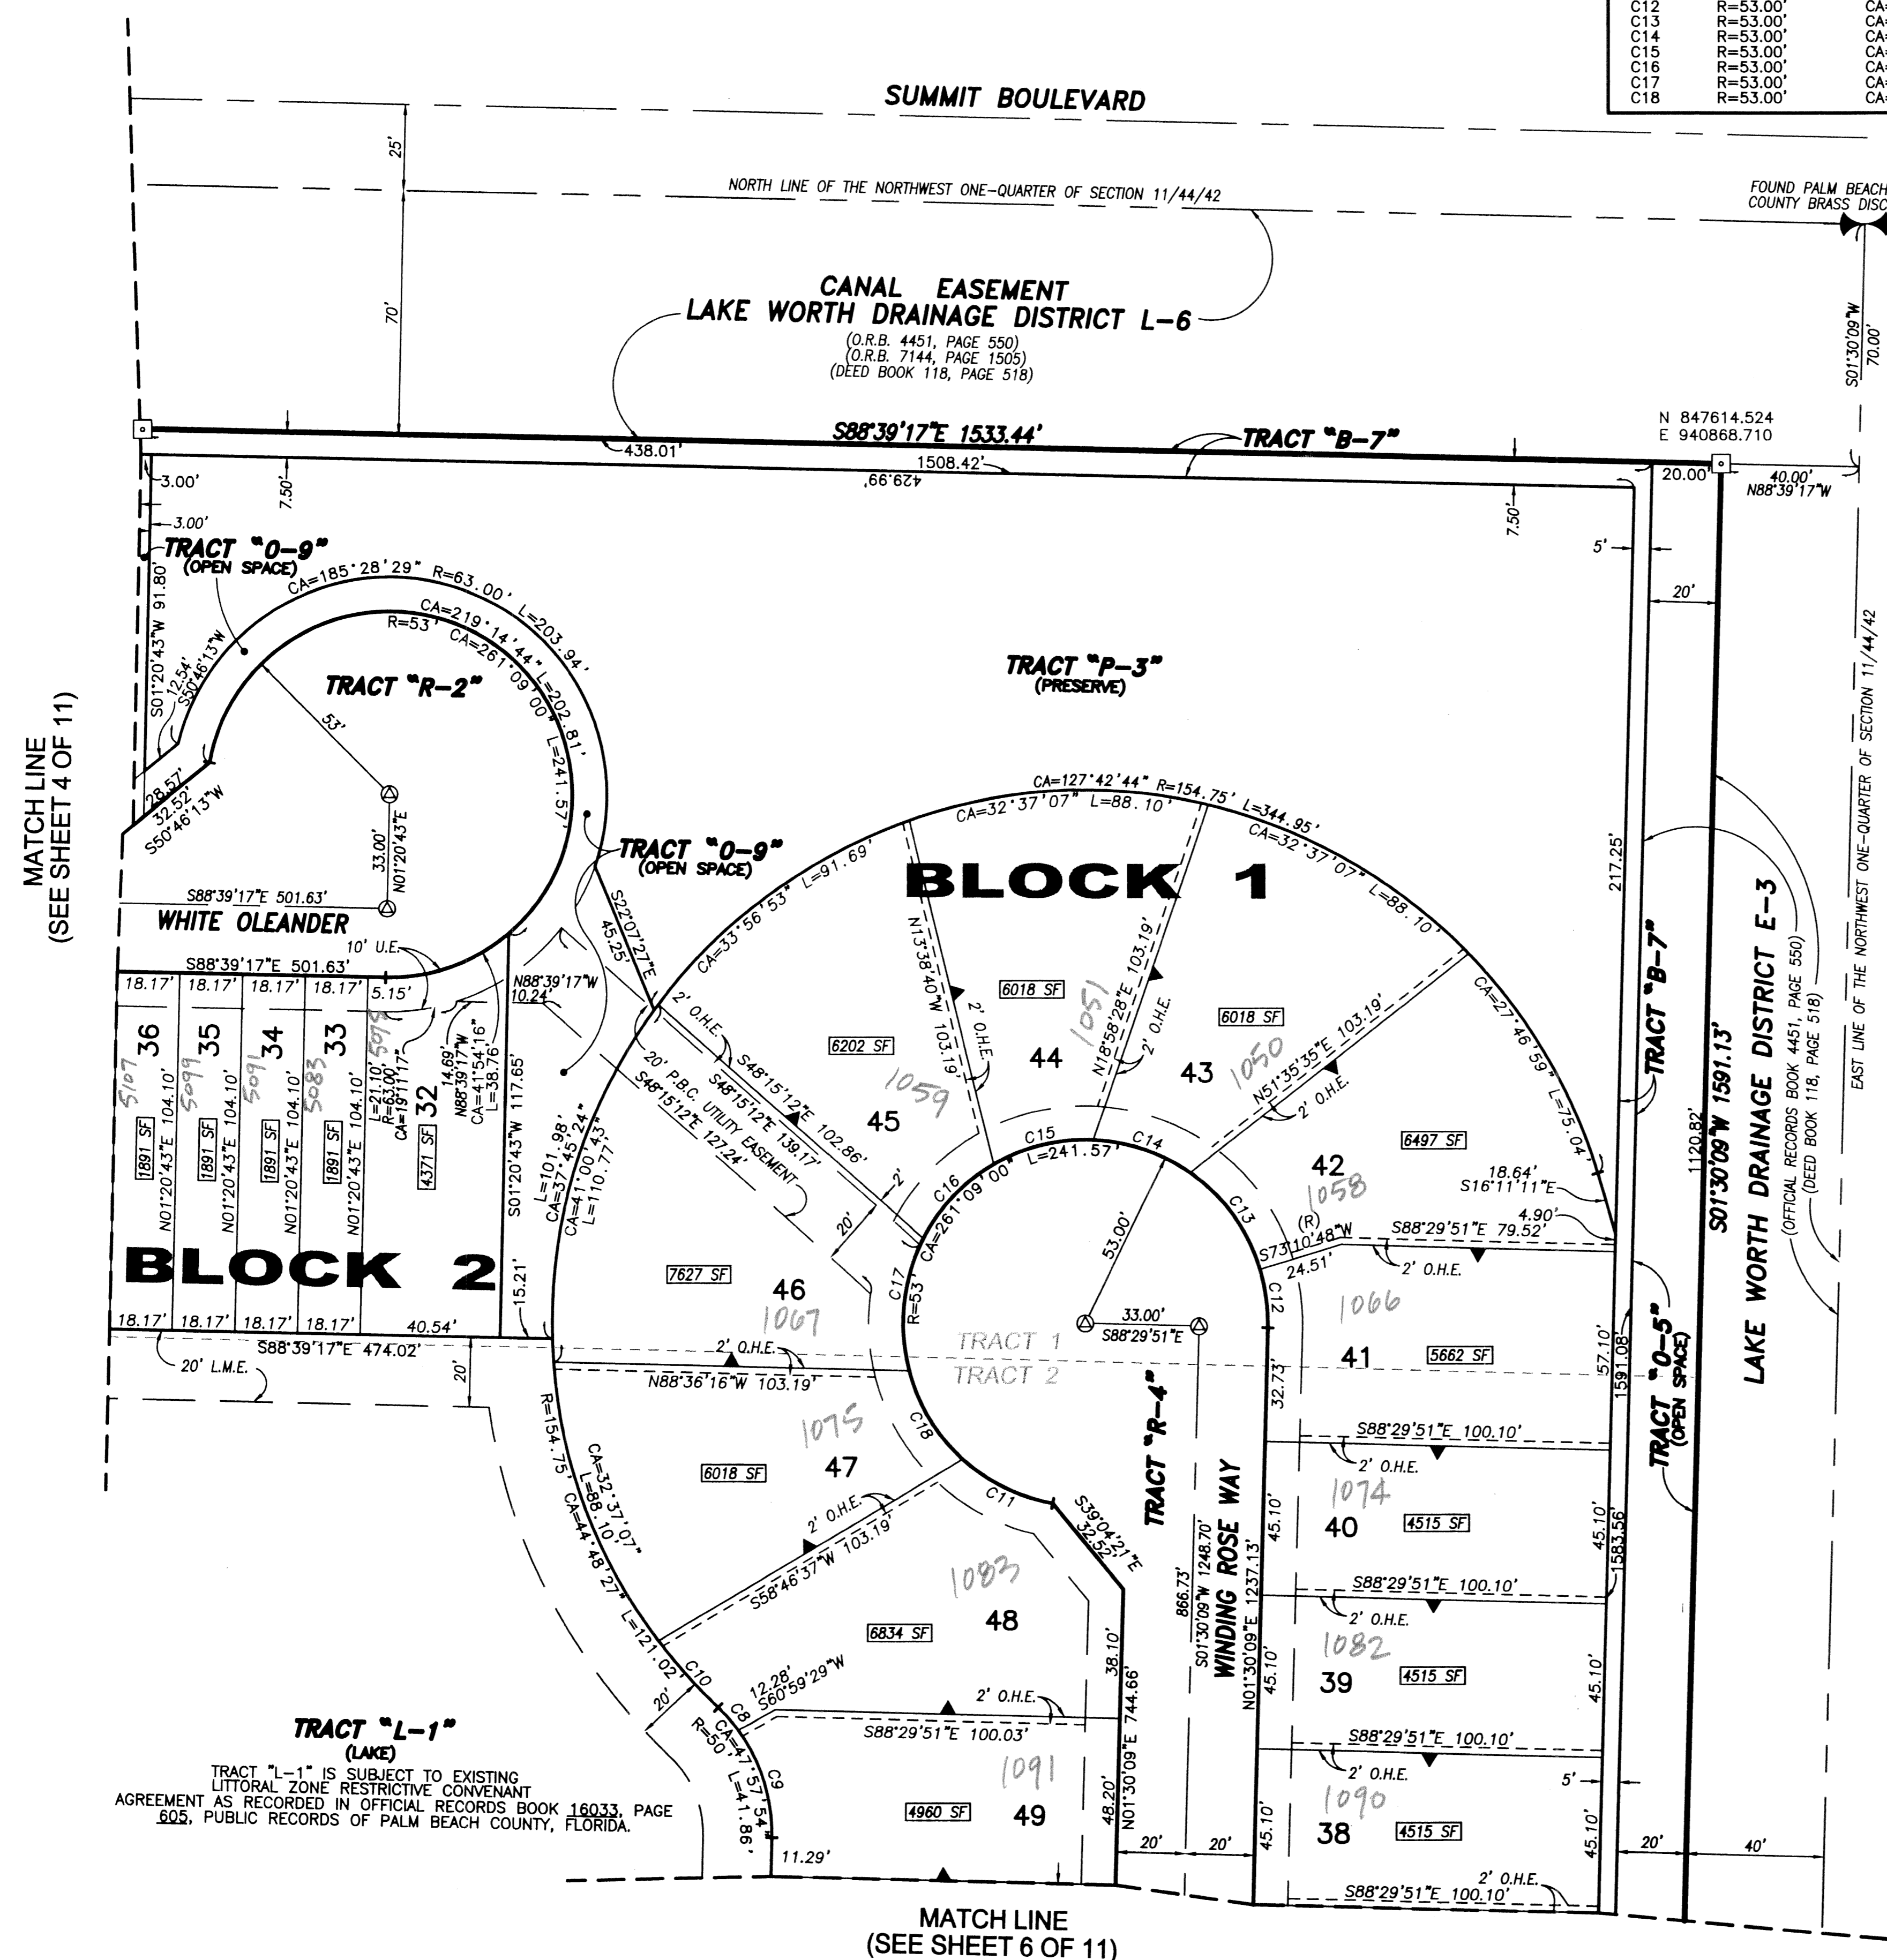 C12 R=53.00' CA=
C13 R=53.00' CA=
C14 R=53.00' CA=
C15 R=53.00' CA=
C16 R=53.00' CA=
C17 R=53.00' CA=
C18 R=53.00' CA=
SUMMIT BOULEVARD
25'
NORTH LINE OF THE NORTHWEST ONE-QUARTER OF SECTION 11/44/42
FOUND PALM BEACH
COUNTY BRASS DISC
70'
CANAL EASEMENT
LAKE WORTH DRAINAGE DISTRICT L-6
(O.R.B. 4451, PAGE 550)
(O.R.B. 7144, PAGE 1505)
(DEED BOOK 118, PAGE 518)
S01°30'09"W
70.00'
N 847614.524
E 940868.710
S88°39'17"E 1533.44'
TRACT "B-7"
438.01'
1508.42'
429.99'
20.00'
40.00'
N88°39'17"W
3.00'
3.00'
7.50'
7.50'
5'
20'
TRACT "O-9"
(OPEN SPACE)
CA=185°28'29" R=63.00' L=203.94'
CA=219°14'44" L=202.81'
R=53' CA=261°09'00" L=241.57'
S01°20'43"W 91.80'
12.54'
S50°46'13"W
TRACT "R-2"
53'
28.57'
32.52'
S50°46'13"W
33.00'
N01°20'43"E
MATCH LINE
(SEE SHEET 4 OF 11)
TRACT "P-3"
(PRESERVE)
EAST LINE OF THE NORTHWEST ONE-QUARTER OF SECTION 11/44/42
CA=127°42'44" R=154.75' L=344.95'
CA=32°37'07" L=88.10'
CA=32°37'07" L=88.10'
CA=33°56'53" L=91.69'
CA=27°46'59" L=75.04'
TRACT "O-9"
(OPEN SPACE)
BLOCK 1
217.25'
S88°39'17"E 501.63'
WHITE OLEANDER
10' U.E.
S88°39'17"E 501.63'
S22°07'27"E
45.25'
N88°39'17"W
10.24'
18.17' 18.17' 18.17' 18.17' 5.15'
36 35 34 33 32
5107 5099 5091 5083 5075
1891 SF 1891 SF 1891 SF 1891 SF 4371 SF
N01°20'43"E 104.10'
N01°20'43"E 104.10'
N01°20'43"E 104.10'
N01°20'43"E 104.10'
L=21.10'
R=63.00'
CA=19°11'17"
14.69'
N88°39'17"W
CA=41°54'16"
L=38.76'
S01°20'43"W 117.65'
BLOCK 2
15.21'
18.17' 18.17' 18.17' 18.17' 40.54'
S88°39'17"E 474.02'
20' L.M.E.
20'
L=101.98'
CA=37°45'24"
CA=41°00'43"
L=110.77'
2' O.H.E.
20' P.B.C. UTILITY EASEMENT
S48°15'12"E 127.24'
S48°15'12"E 102.86'
S48°15'12"E 139.17'
2'
20'
6202 SF
1059
45
N13°38'40"W 103.19'
2' O.H.E.
6018 SF
1051
44
N18°58'28"E 103.19'
2' O.H.E.
6018 SF
1050
43
N51°35'35"E 103.19'
2' O.H.E.
6497 SF
42
1058
18.64'
S16°11'11"E
4.90'
(R)
S73°10'48"W
24.51'
S88°29'51"E 79.52'
2' O.H.E.
C15
C14
L=241.57'
C16
CA=261°09'00"
C13
C17
R=53'
C12
53.00'
33.00'
S88°29'51"E
7627 SF
46
1067
TRACT 1
TRACT 2
2' O.H.E.
N88°36'16"W 103.19'
1066
41
5662 SF
32.73'
57.10'
1591.08'
TRACT "B-7"
TRACT "O-5"
(OPEN SPACE)
1120.82'
S01°30'09"W 1591.13'
LAKE WORTH DRAINAGE DISTRICT E-3
(OFFICIAL RECORDS BOOK 4451, PAGE 550)
(DEED BOOK 118, PAGE 518)
R=154.75' CA=44°48'27" L=121.02'
CA=32°37'07"
L=88.10'
1075
6018 SF
47
C18
C11
2' O.H.E.
S58°46'37"W 103.19'
S39°04'21"E
32.52'
TRACT "R-4"
WINDING ROSE WAY
866.73'
S01°30'09"W 1248.70'
N01°30'09"E 1237.13'
S88°29'51"E 100.10'
2' O.H.E.
1074
40
4515 SF
45.10'
45.10'
1583.56'
S88°29'51"E 100.10'
2' O.H.E.
1082
39
4515 SF
45.10'
45.10'
1083
48
6834 SF
38.10'
N01°30'09"E 744.66'
C10
12.28'
S60°59'29"W
20'
C8
2' O.H.E.
S88°29'51"E 100.03'
S88°29'51"E 100.10'
2' O.H.E.
5'
CA=47°57'54"
R=50' L=41.86'
C9
1091
4960 SF
49
48.20'
1090
38
4515 SF
45.10'
45.10'
11.29'
20' 20'
20' 40'
2' O.H.E.
S88°29'51"E 100.10'
TRACT "L-1"
(LAKE)
TRACT "L-1" IS SUBJECT TO EXISTING
LITTORAL ZONE RESTRICTIVE CONVENANT
AGREEMENT AS RECORDED IN OFFICIAL RECORDS BOOK 16033, PAGE
605, PUBLIC RECORDS OF PALM BEACH COUNTY, FLORIDA.
MATCH LINE
(SEE SHEET 6 OF 11)